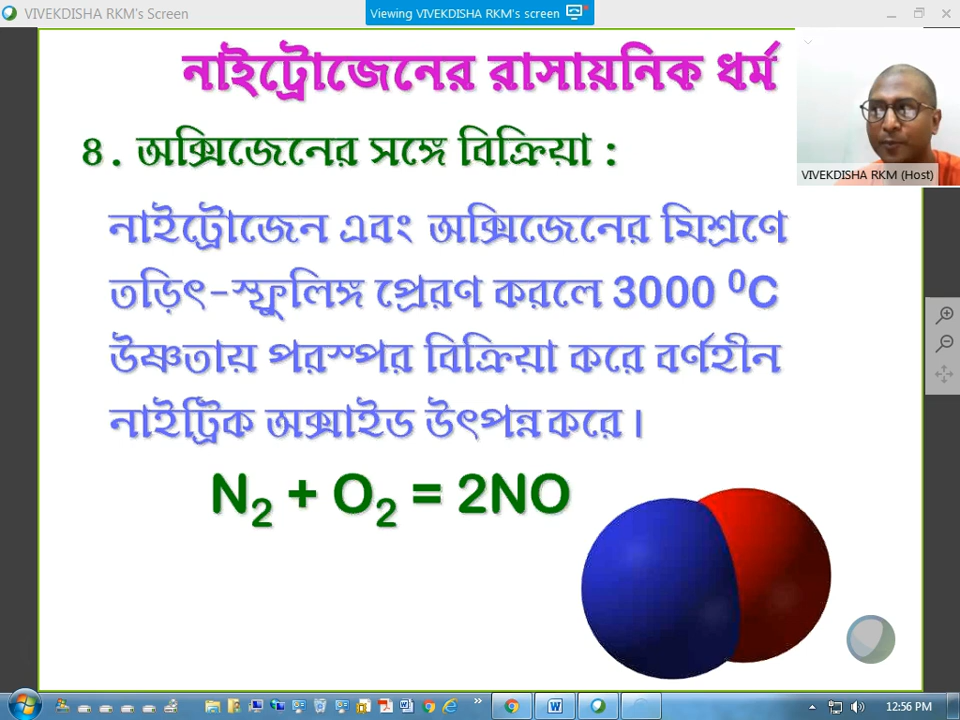 VIVEKDISHA RKM's Screen
Viewing VIVEKDISHA RKM's screen
নাইট্রোজেনের রাসায়নিক ধর্ম
৪. অক্সিজেনের সঙ্গে বিক্রিয়া :
VIVEKDISHA RKM (Host)
নাইট্রোজেন এবং অক্সিজেনের মিশ্রণে
তড়িৎ-স্ফুলিঙ্গ প্রেরণ করলে 3000 ⁰C
উষ্ণতায় পরস্পর বিক্রিয়া করে বর্ণহীন
নাইট্রিক অক্সাইড উৎপন্ন করে।
N₂ + O₂ = 2NO
12:56 PM